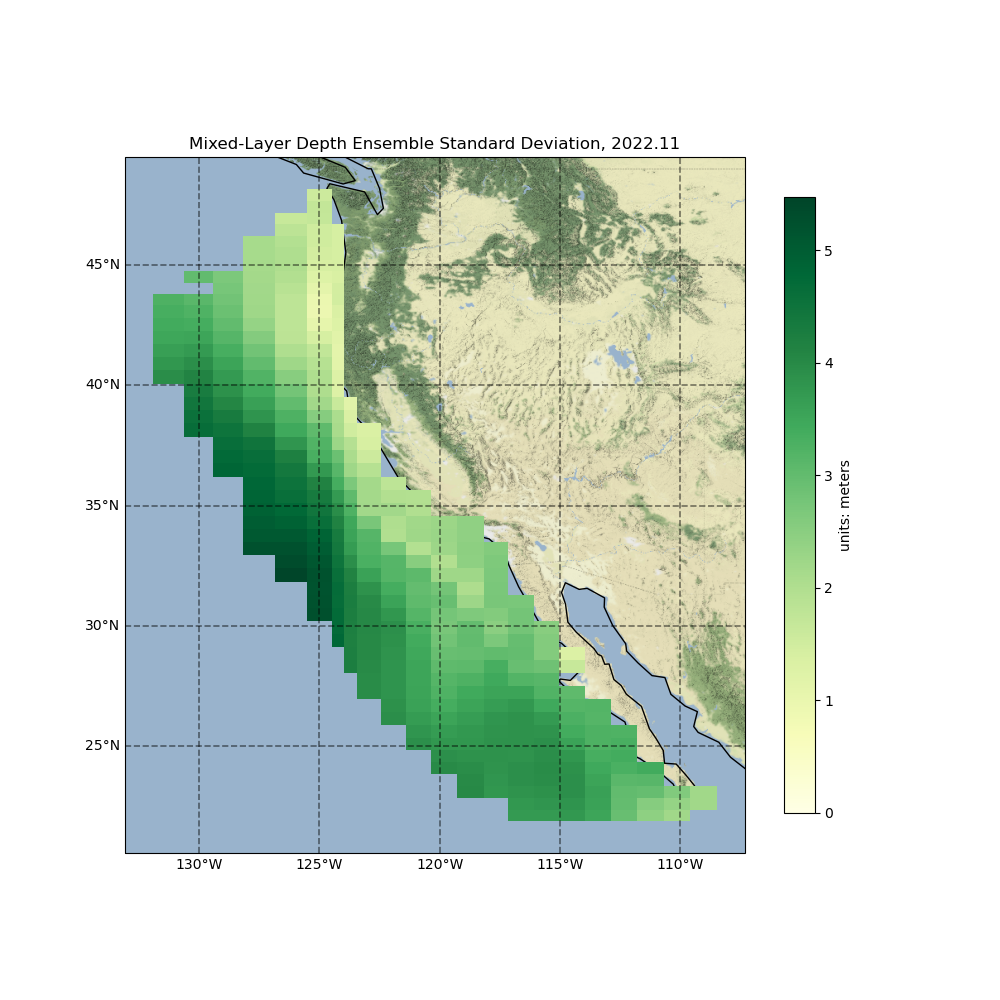 Mixed-Layer Depth Ensemble Standard Deviation, 2022.11
45°N
40°N
35°N
30°N
25°N
130°W 125°W 120°W 115°W 110°W
5
4
3
2
1
0
units: meters